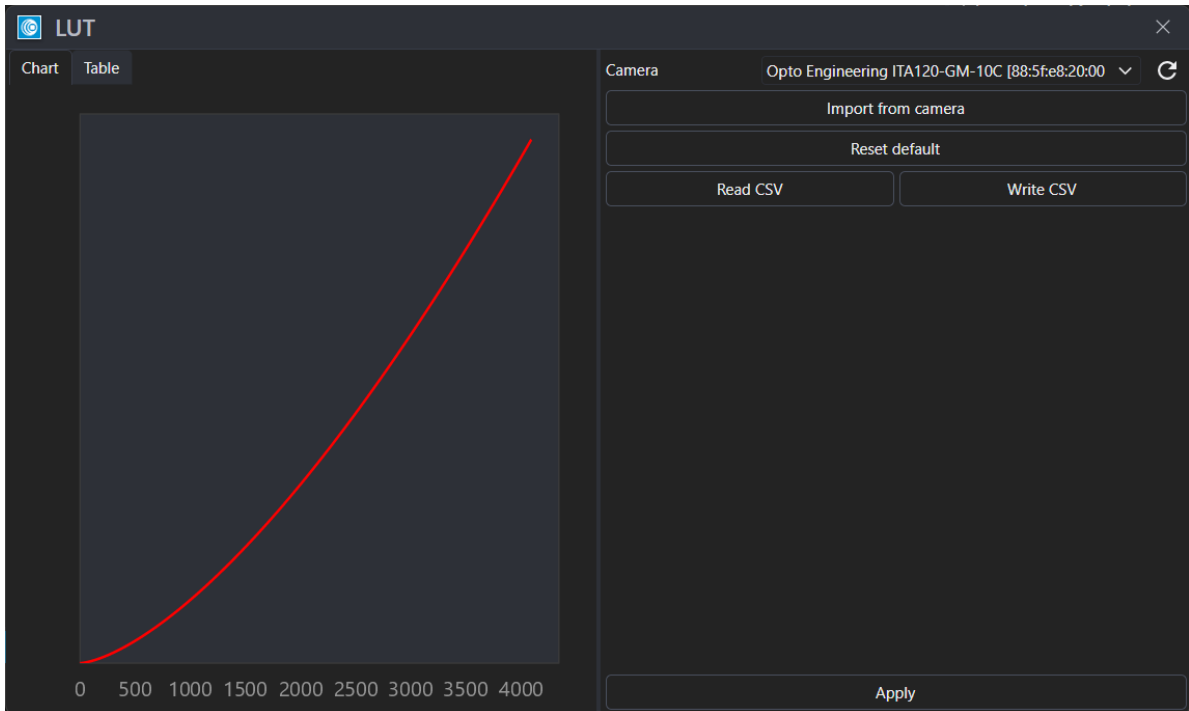 LUT
Chart Table
Camera Opto Engineering ITA120-GM-10C [88:5f:e8:20:00
Import from camera
Reset default
Read CSV Write CSV
0 500 1000 1500 2000 2500 3000 3500 4000
Apply